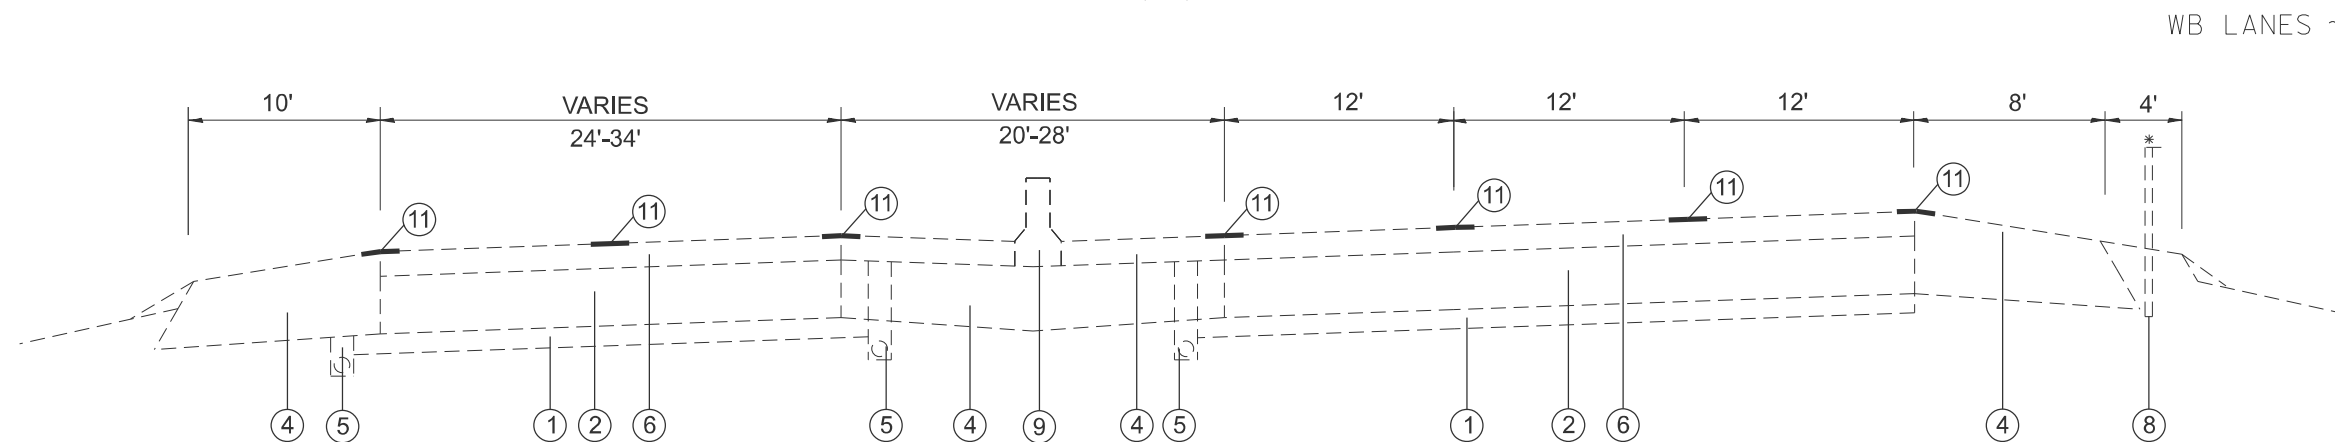 WB LANES
10' VARIES VARIES 12' 12' 12' 8' 4'
24'-34' 20'-28'
*
11 11 11 11 11 11 11
4 5 1 2 6 5 4 9 4 5 1 2 6 4 8